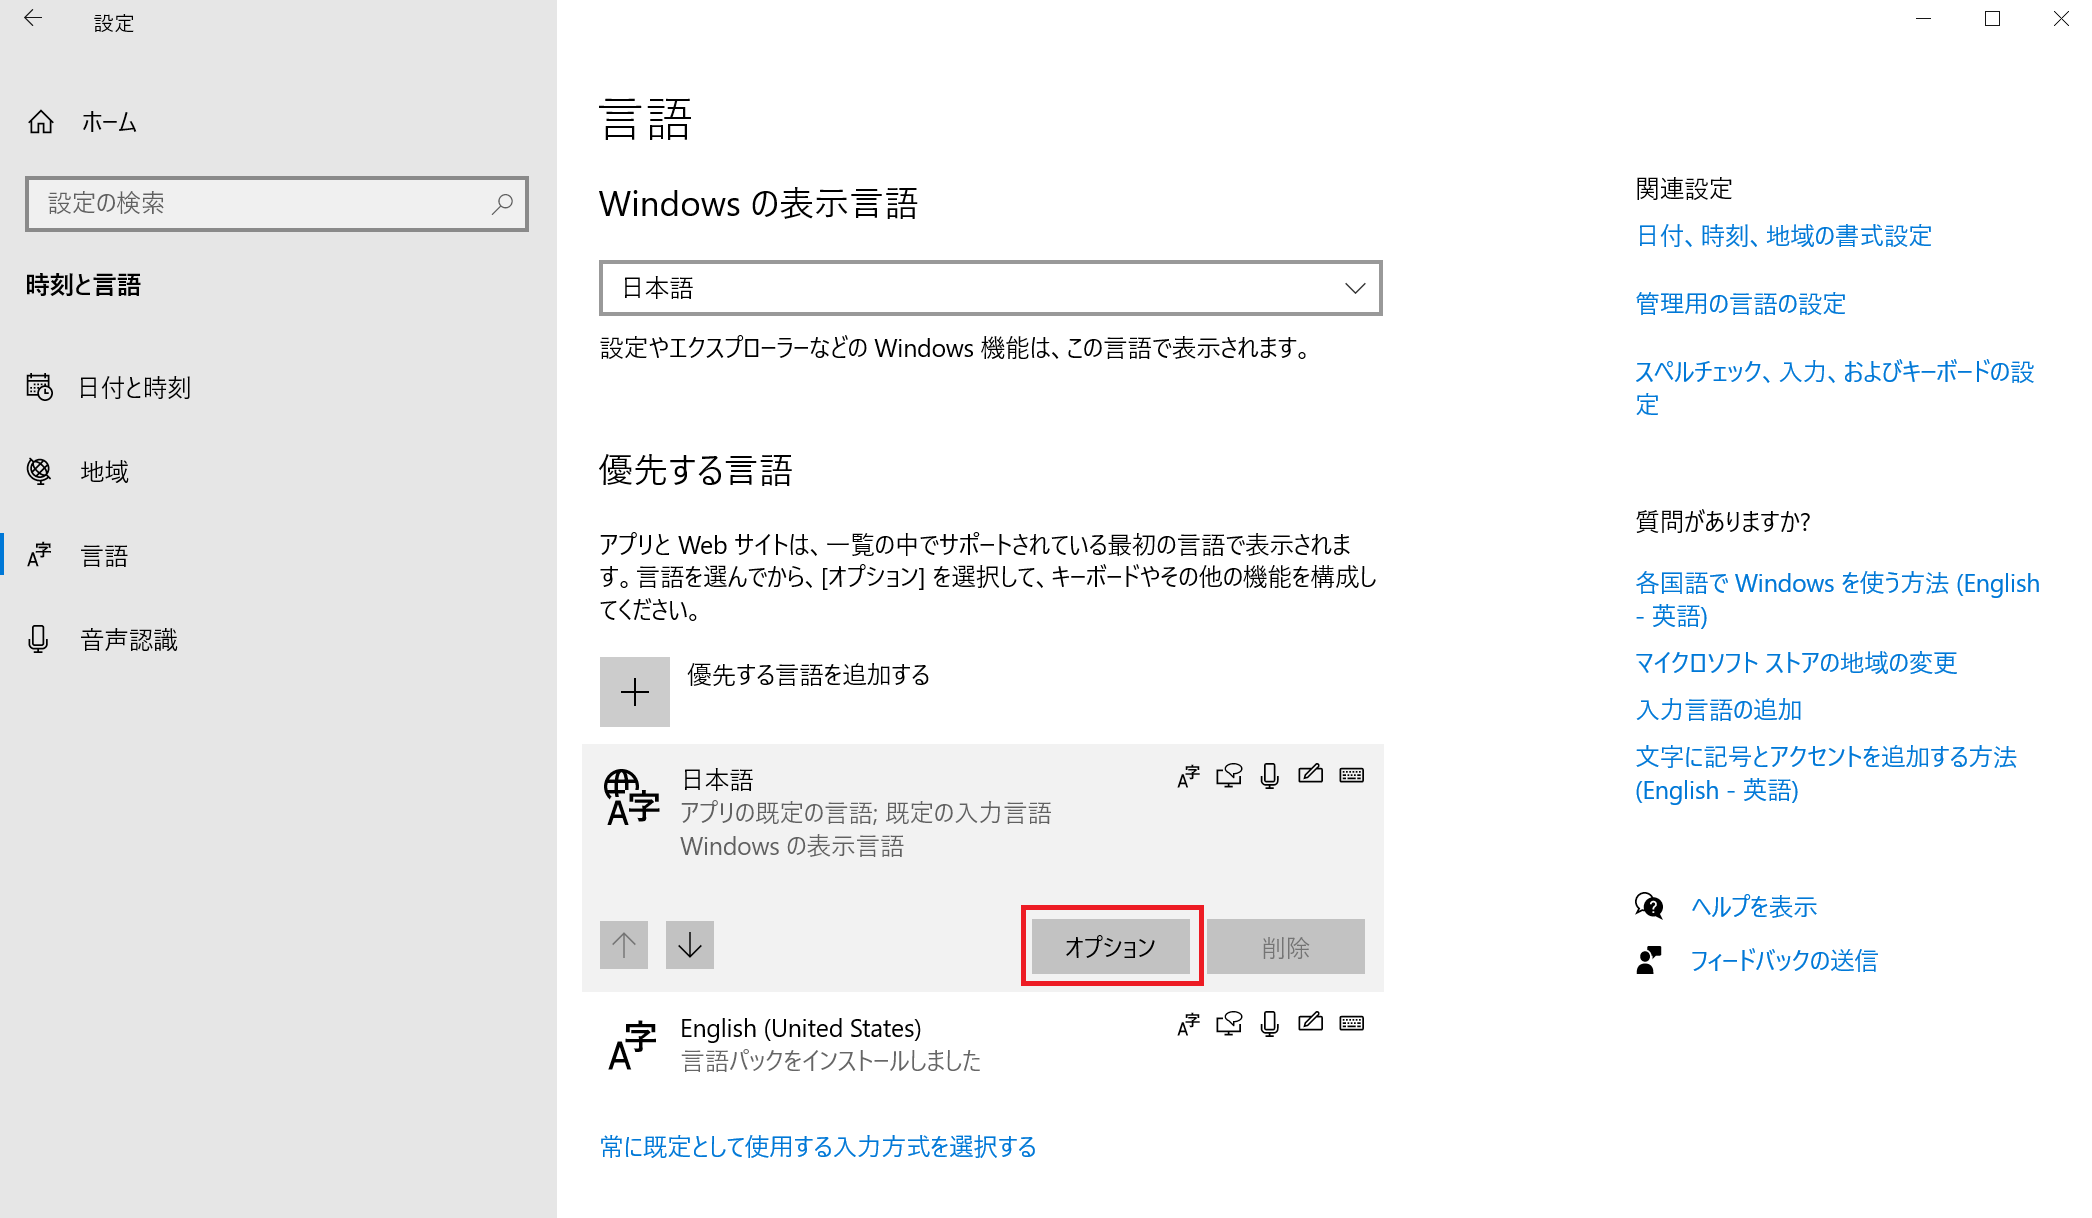 設定
ホーム
設定の検索
時刻と言語
日付と時刻
地域
言語
音声認識
言語
Windows の表示言語
日本語
設定やエクスプローラーなどの Windows 機能は、この言語で表示されます。
優先する言語
アプリと Web サイトは、一覧の中でサポートされている最初の言語で表示されま
す。言語を選んでから、[オプション] を選択して、キーボードやその他の機能を構成し
てください。
優先する言語を追加する
日本語
アプリの既定の言語; 既定の入力言語
Windows の表示言語
オプション
削除
English (United States)
言語パックをインストールしました
常に既定として使用する入力方式を選択する
関連設定
日付、時刻、地域の書式設定
管理用の言語の設定
スペルチェック、入力、およびキーボードの設
定
質問がありますか?
各国語で Windows を使う方法 (English
- 英語)
マイクロソフト ストアの地域の変更
入力言語の追加
文字に記号とアクセントを追加する方法
(English - 英語)
ヘルプを表示
フィードバックの送信